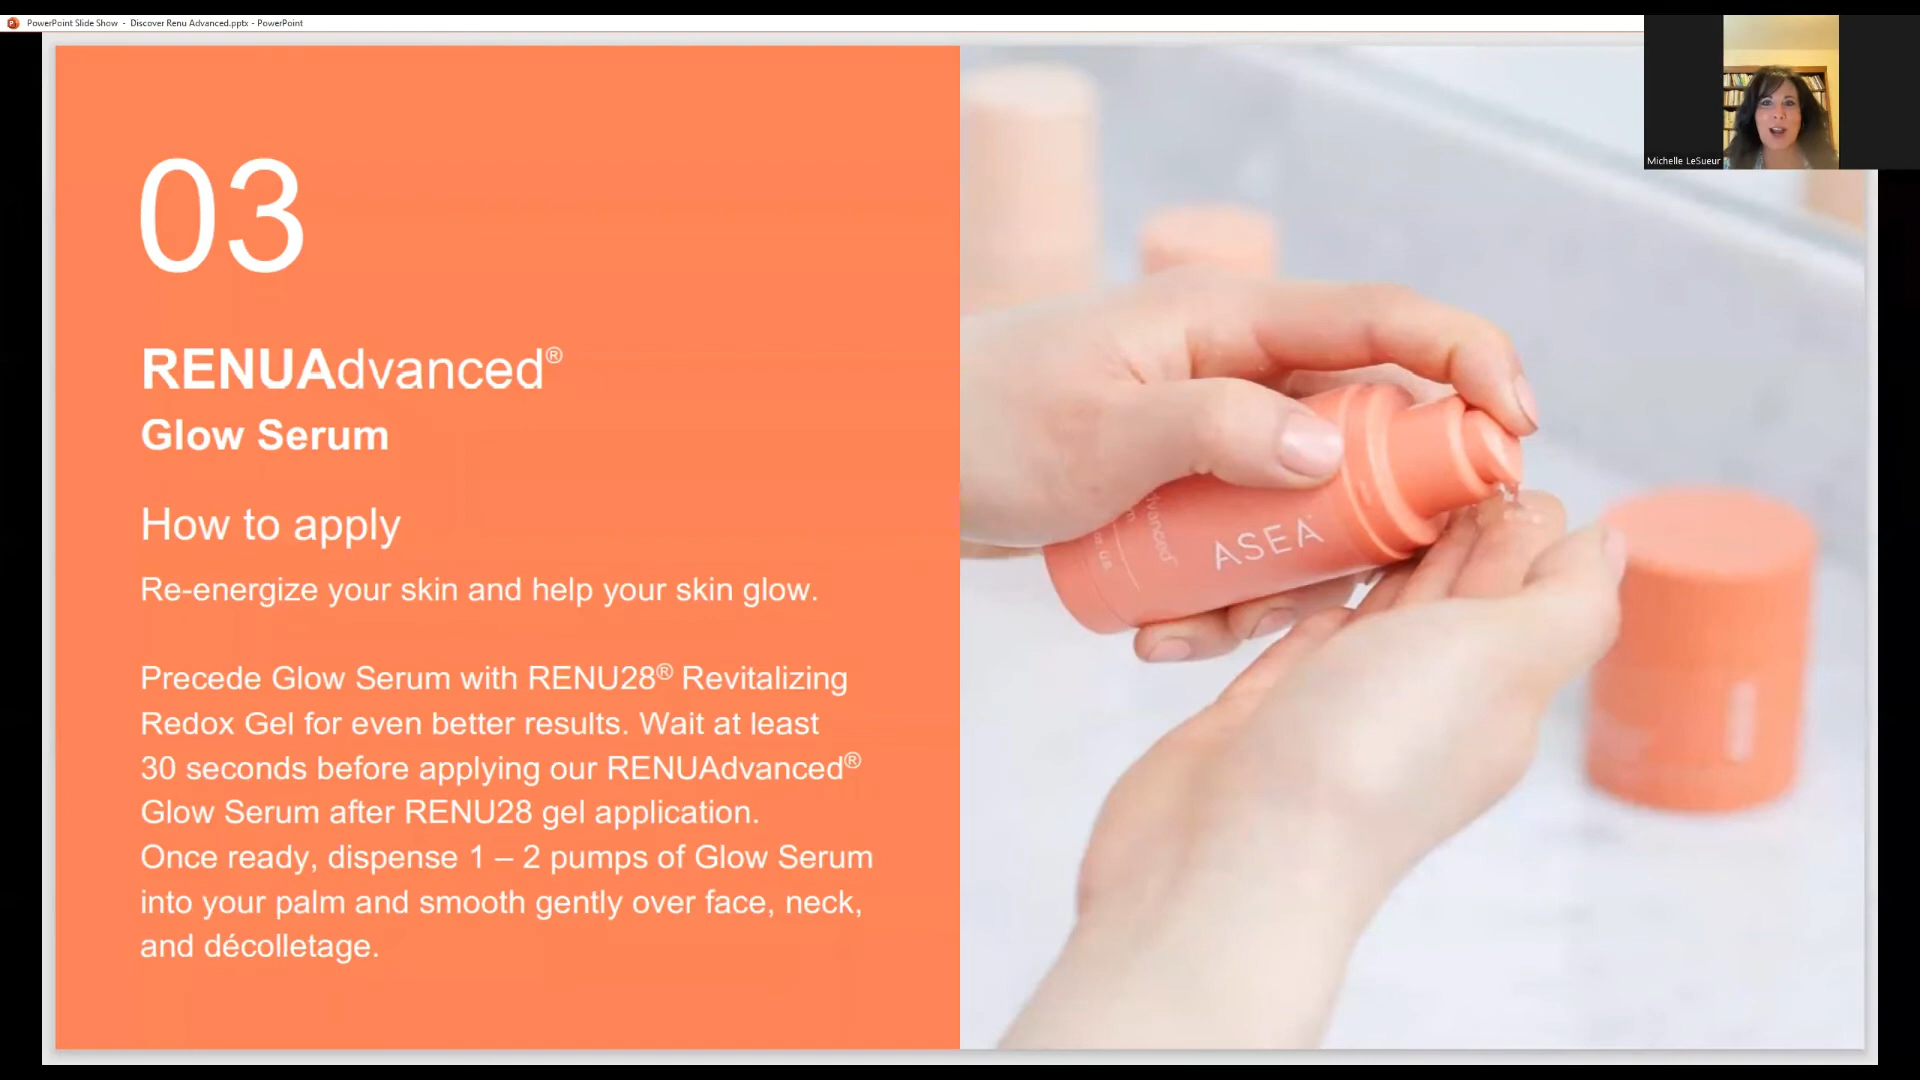 PowerPoint Slide Show - Discover Renu Advanced.pptx - PowerPoint
Michelle LeSueur
03
RENUAdvanced®
Glow Serum
How to apply
Re-energize your skin and help your skin glow.
Precede Glow Serum with RENU28® Revitalizing
Redox Gel for even better results. Wait at least
30 seconds before applying our RENUAdvanced®
Glow Serum after RENU28 gel application.
Once ready, dispense 1 – 2 pumps of Glow Serum
into your palm and smooth gently over face, neck,
and décolletage.
ASEA